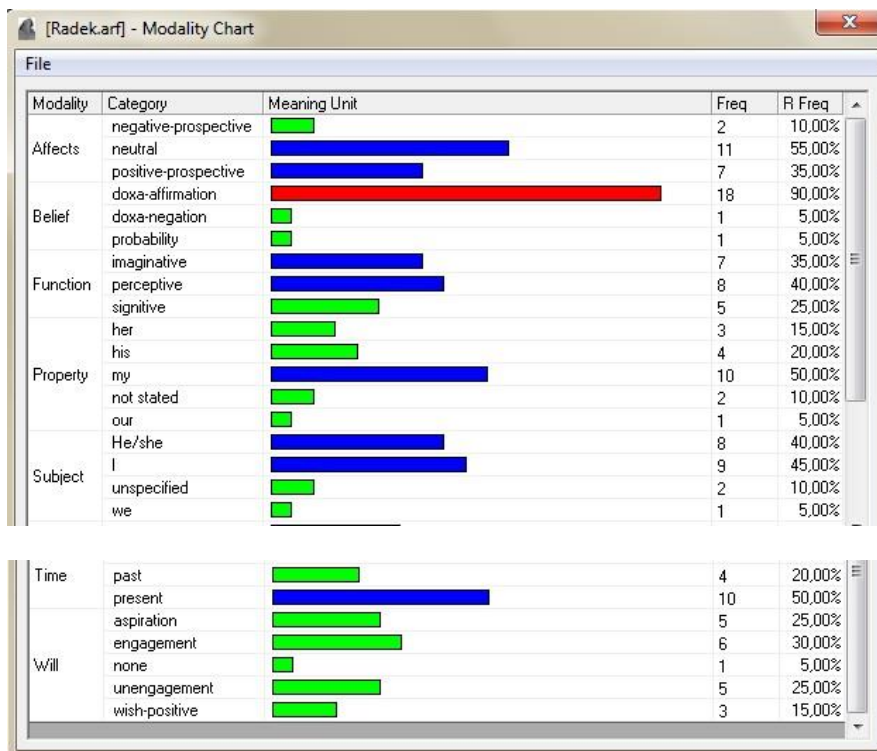 [Radek.arf] - Modality Chart
File
Modality Category Meaning Unit Freq R Freq
negative-prospective 2 10,00%
Affects neutral 11 55,00%
positive-prospective 7 35,00%
doxa-affirmation 18 90,00%
Belief doxa-negation 1 5,00%
probability 1 5,00%
imaginative 7 35,00%
Function perceptive 8 40,00%
signitive 5 25,00%
her 3 15,00%
his 4 20,00%
Property my 10 50,00%
not stated 2 10,00%
our 1 5,00%
He/she 8 40,00%
Subject I 9 45,00%
unspecified 2 10,00%
we 1 5,00%
Time past 4 20,00%
present 10 50,00%
aspiration 5 25,00%
engagement 6 30,00%
Will none 1 5,00%
unengagement 5 25,00%
wish-positive 3 15,00%